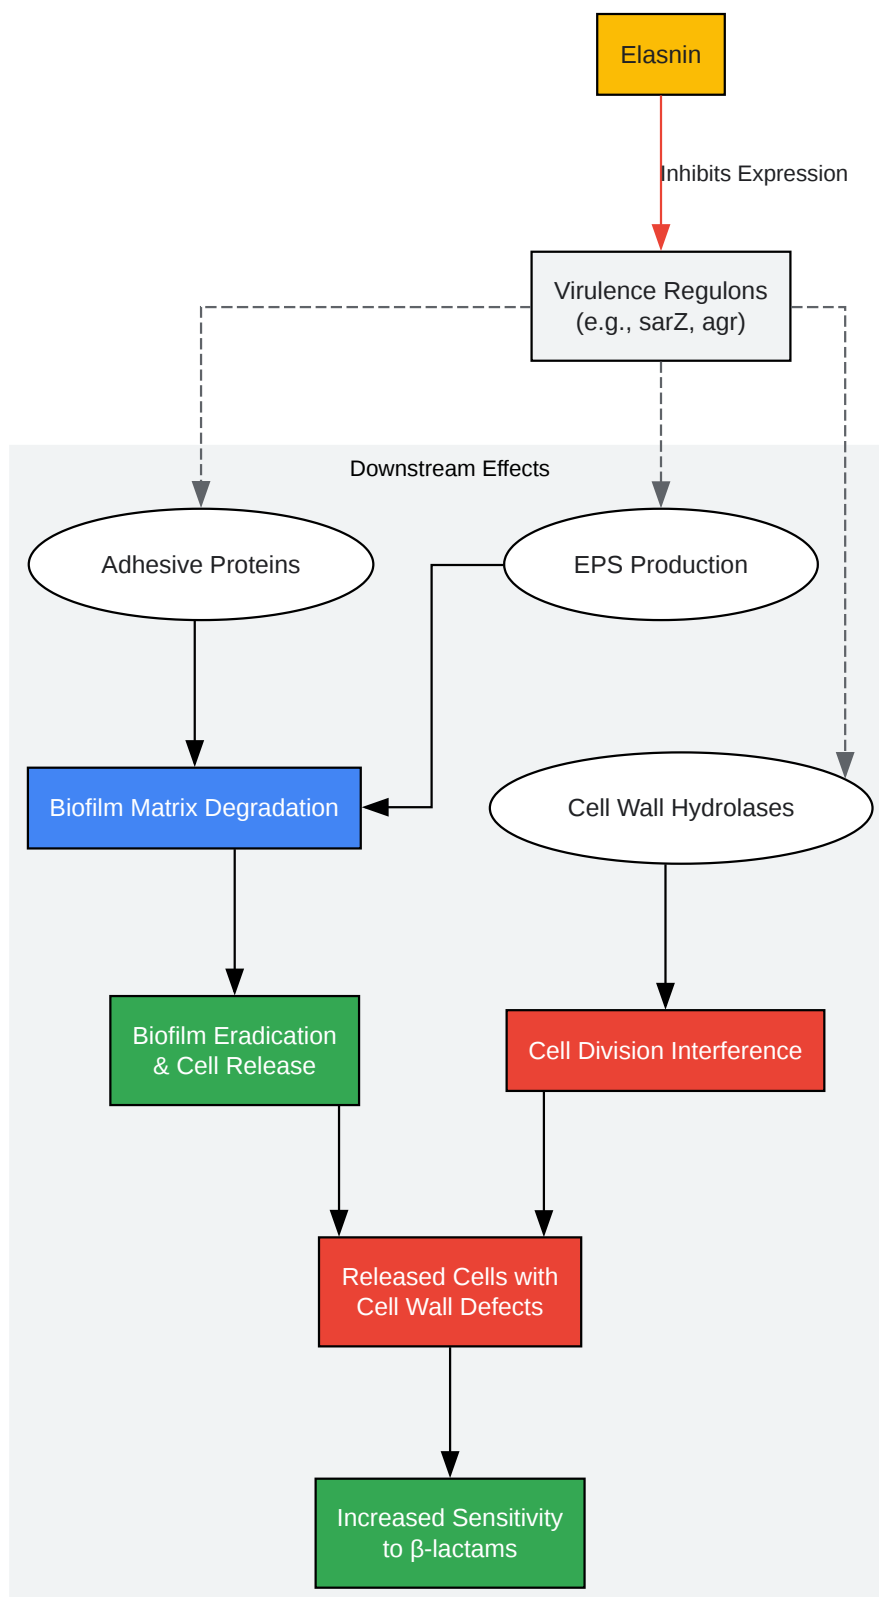 Elasnin
Inhibits Expression
Virulence Regulons
(e.g., sarZ, agr)
Downstream Effects
Adhesive Proteins
EPS Production
Biofilm Matrix Degradation
Cell Wall Hydrolases
Biofilm Eradication
& Cell Release
Cell Division Interference
Released Cells with
Cell Wall Defects
Increased Sensitivity
to β-lactams